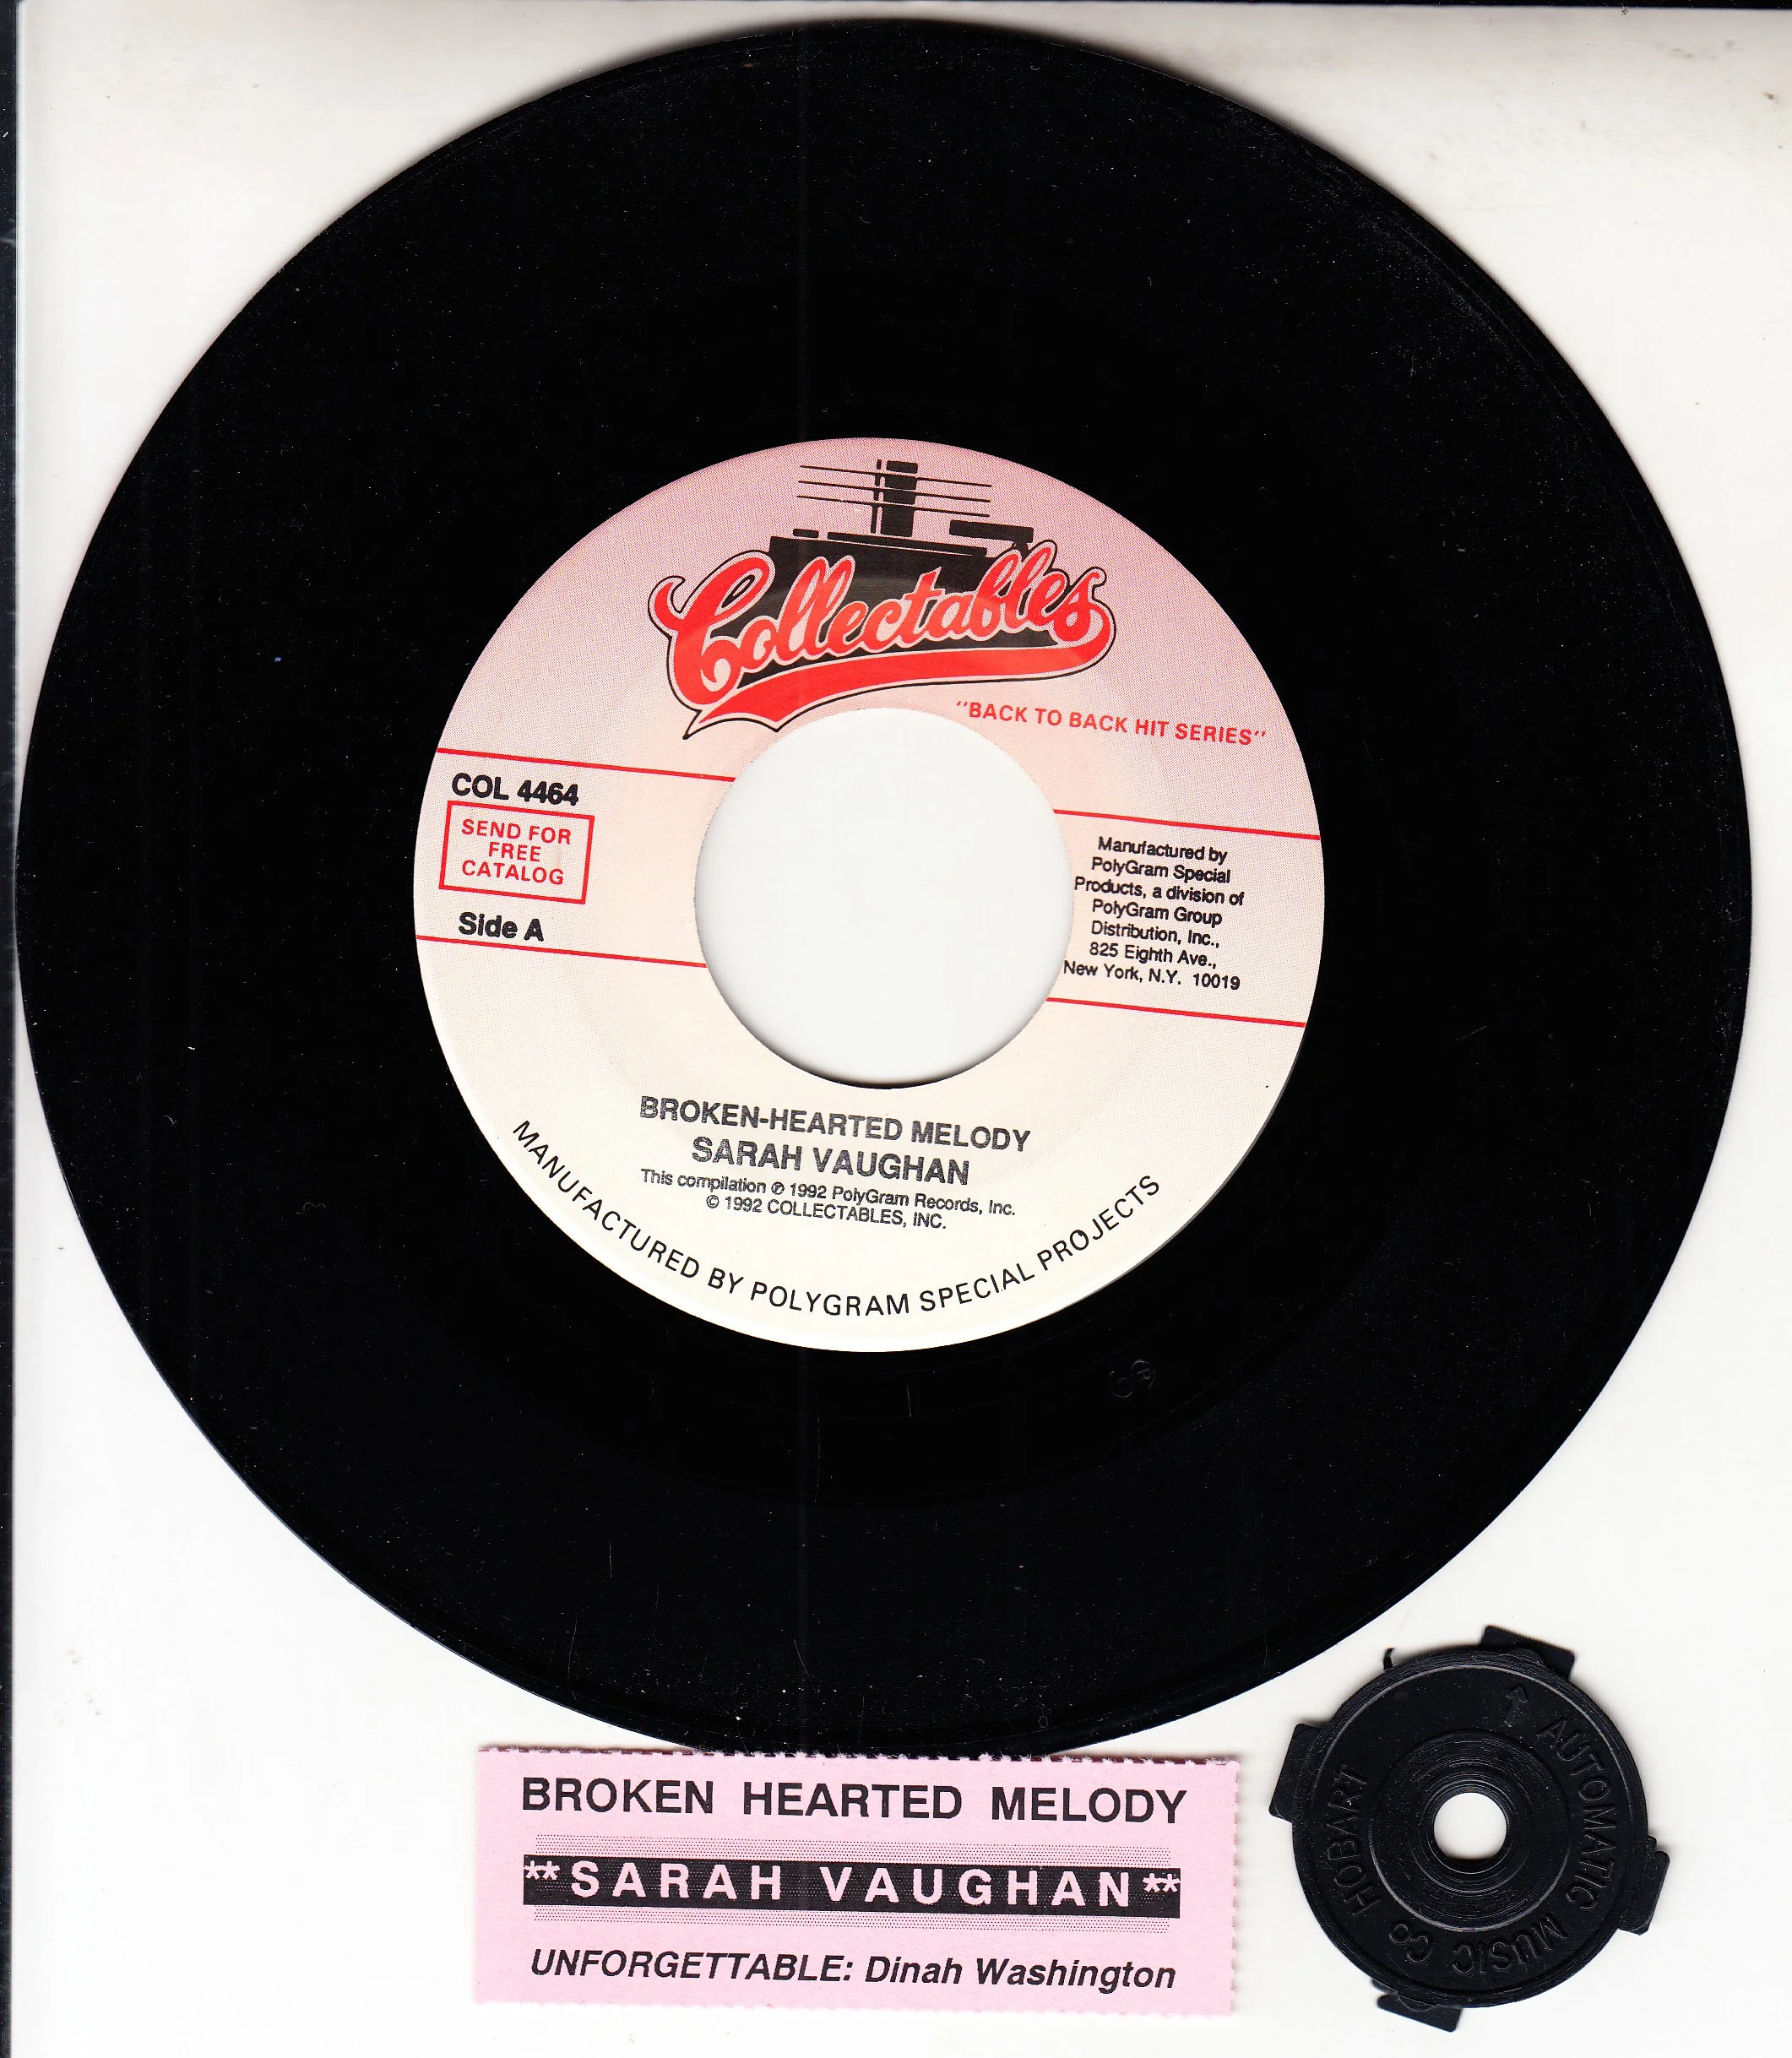 Collectables
"BACK TO BACK HIT SERIES"
COL 4464
SEND FOR
FREE
CATALOG
Side A
Manufactured by
PolyGram Special
Products, a division of
PolyGram Group
Distribution, Inc.,
825 Eighth Ave.,
New York, N.Y. 10019
BROKEN-HEARTED MELODY
SARAH VAUGHAN
This compilation ℗ 1992 PolyGram Records, Inc.
© 1992 COLLECTABLES, INC.
MANUFACTURED BY POLYGRAM SPECIAL PROJECTS
BROKEN HEARTED MELODY
**SARAH VAUGHAN**
UNFORGETTABLE: Dinah Washington
HOBART AUTOMATIC MUSIC Co